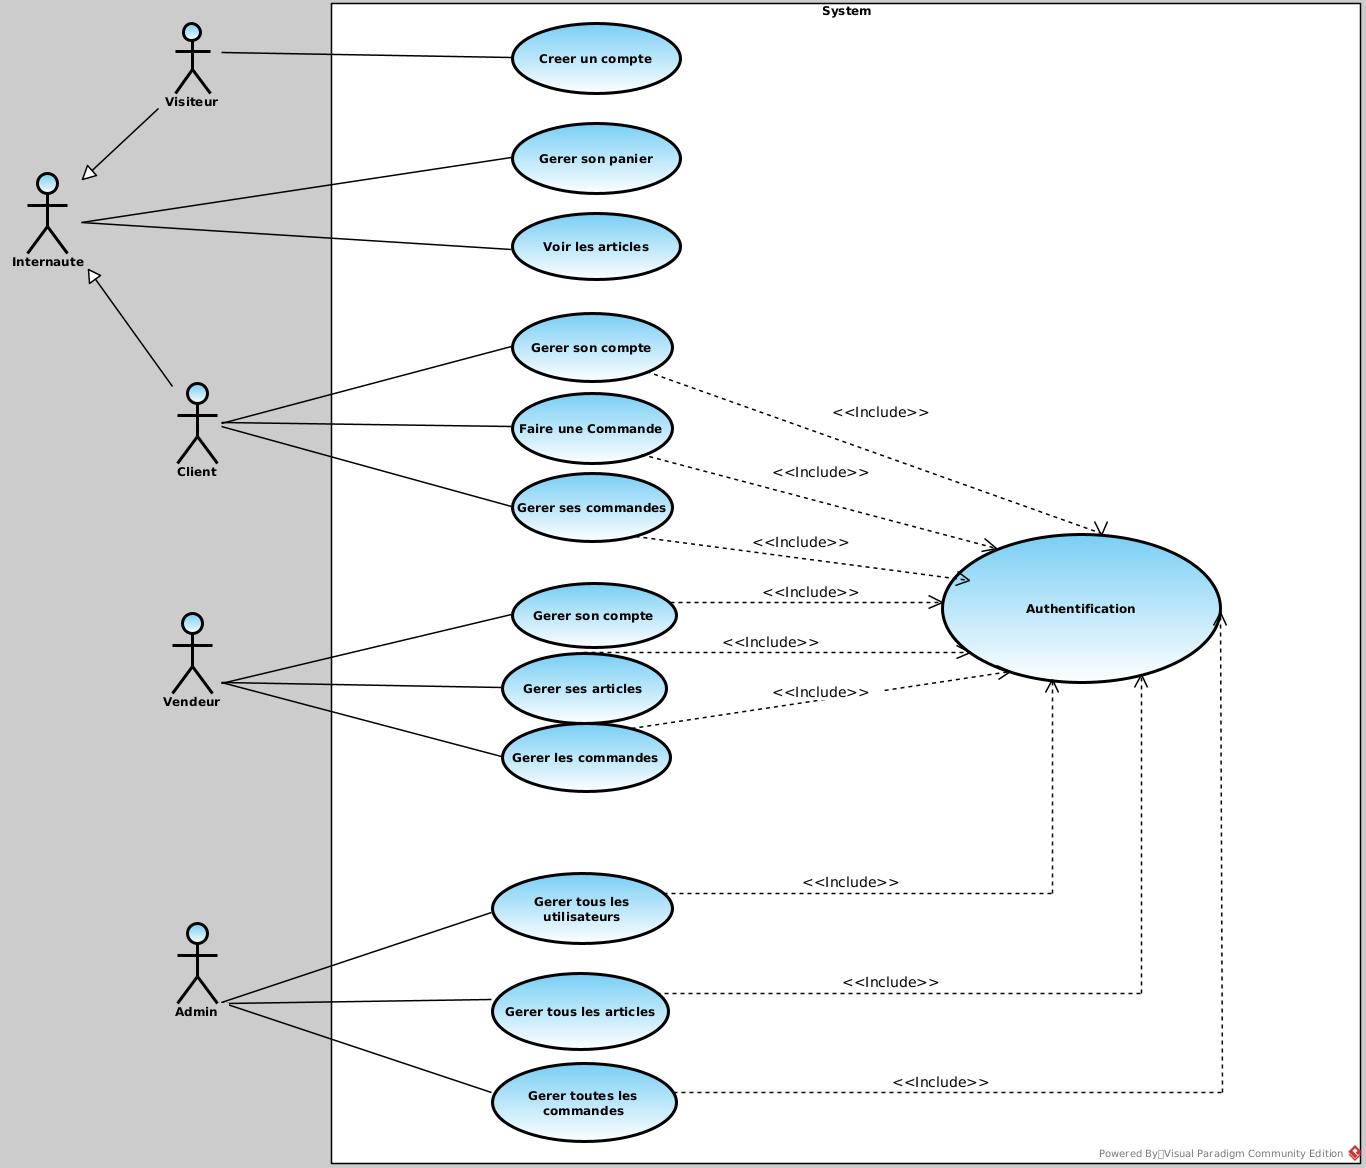 System
Creer un compte
Visiteur
Gerer son panier
Voir les articles
Internaute
Gerer son compte
<<Include>>
Faire une Commande
<<Include>>
Client
Gerer ses commandes
<<Include>>
Authentification
Gerer son compte
<<Include>>
<<Include>>
Gerer ses articles
Vendeur
<<Include>>
Gerer les commandes
<<Include>>
Gerer tous les
utilisateurs
<<Include>>
Admin
Gerer tous les articles
<<Include>>
Gerer toutes les
commandes
Powered By Visual Paradigm Community Edition